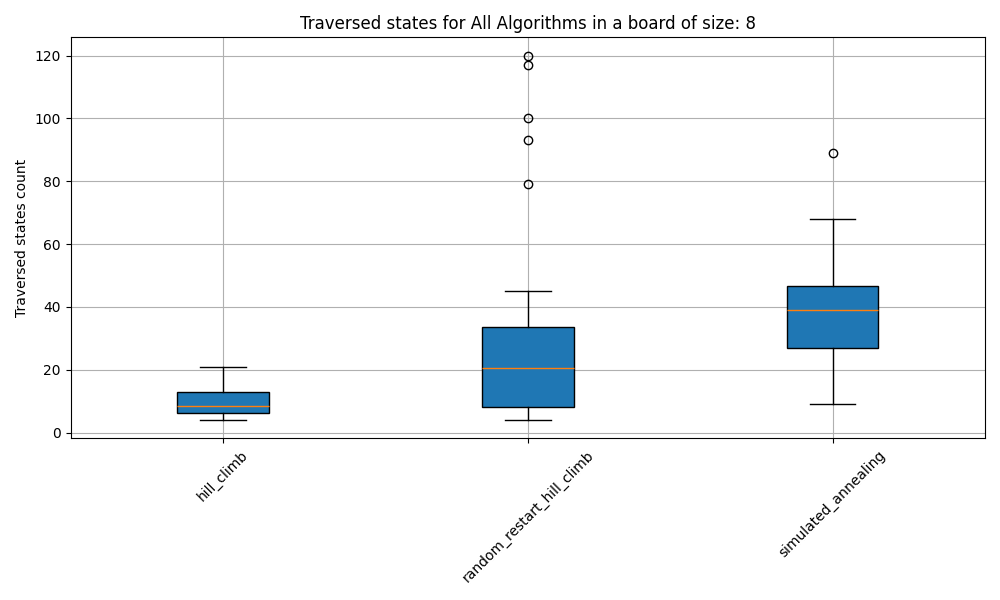 Traversed states for All Algorithms in a board of size: 8
Traversed states count
120
100
80
60
40
20
0
hill_climb
random_restart_hill_climb
simulated_annealing